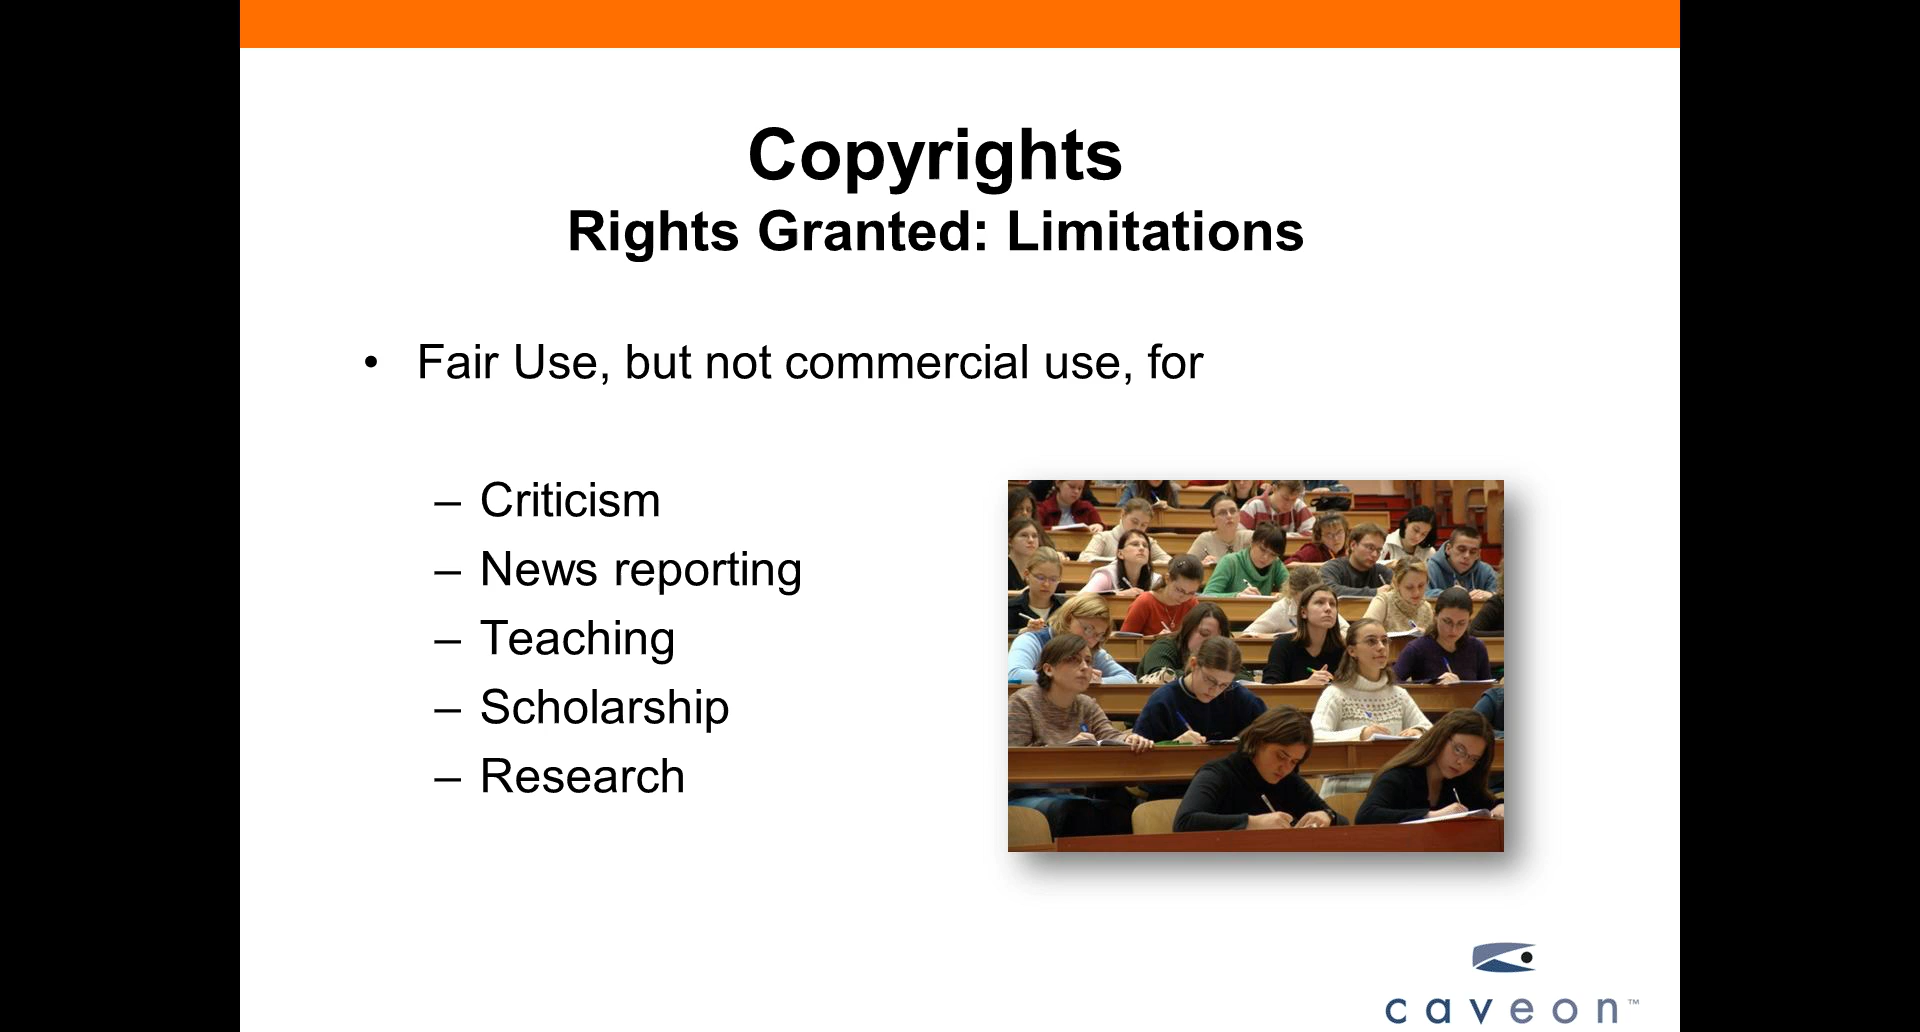 Copyrights
Rights Granted: Limitations
• Fair Use, but not commercial use, for
– Criticism
– News reporting
– Teaching
– Scholarship
– Research
caveon™